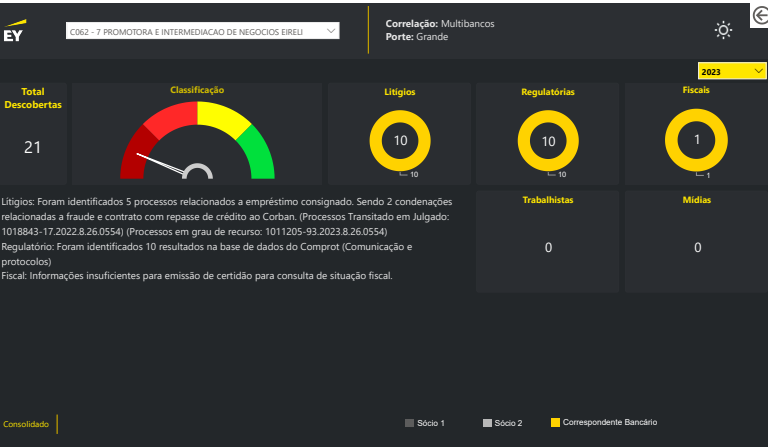 EY
C062 - 7 PROMOTORA E INTERMEDIACAO DE NEGOCIOS EIRELI
Correlação: Multibancos
Porte: Grande
2023
Total
Descobertas
21
Classificação
Litígios
10
10
Regulatórias
10
10
Fiscais
1
1
Litigios: Foram identificados 5 processos relacionados a empréstimo consignado. Sendo 2 condenações
relacionadas a fraude e contrato com repasse de crédito ao Corban. (Processos Transitado em Julgado:
1018843-17.2022.8.26.0554) (Processos em grau de recurso: 1011205-93.2023.8.26.0554)
Regulatório: Foram identificados 10 resultados na base de dados do Comprot (Comunicação e
protocolos)
Fiscal: Informações insuficientes para emissão de certidão para consulta de situação fiscal.
Trabalhistas
0
Mídias
0
Consolidado
Sócio 1
Sócio 2
Correspondente Bancário